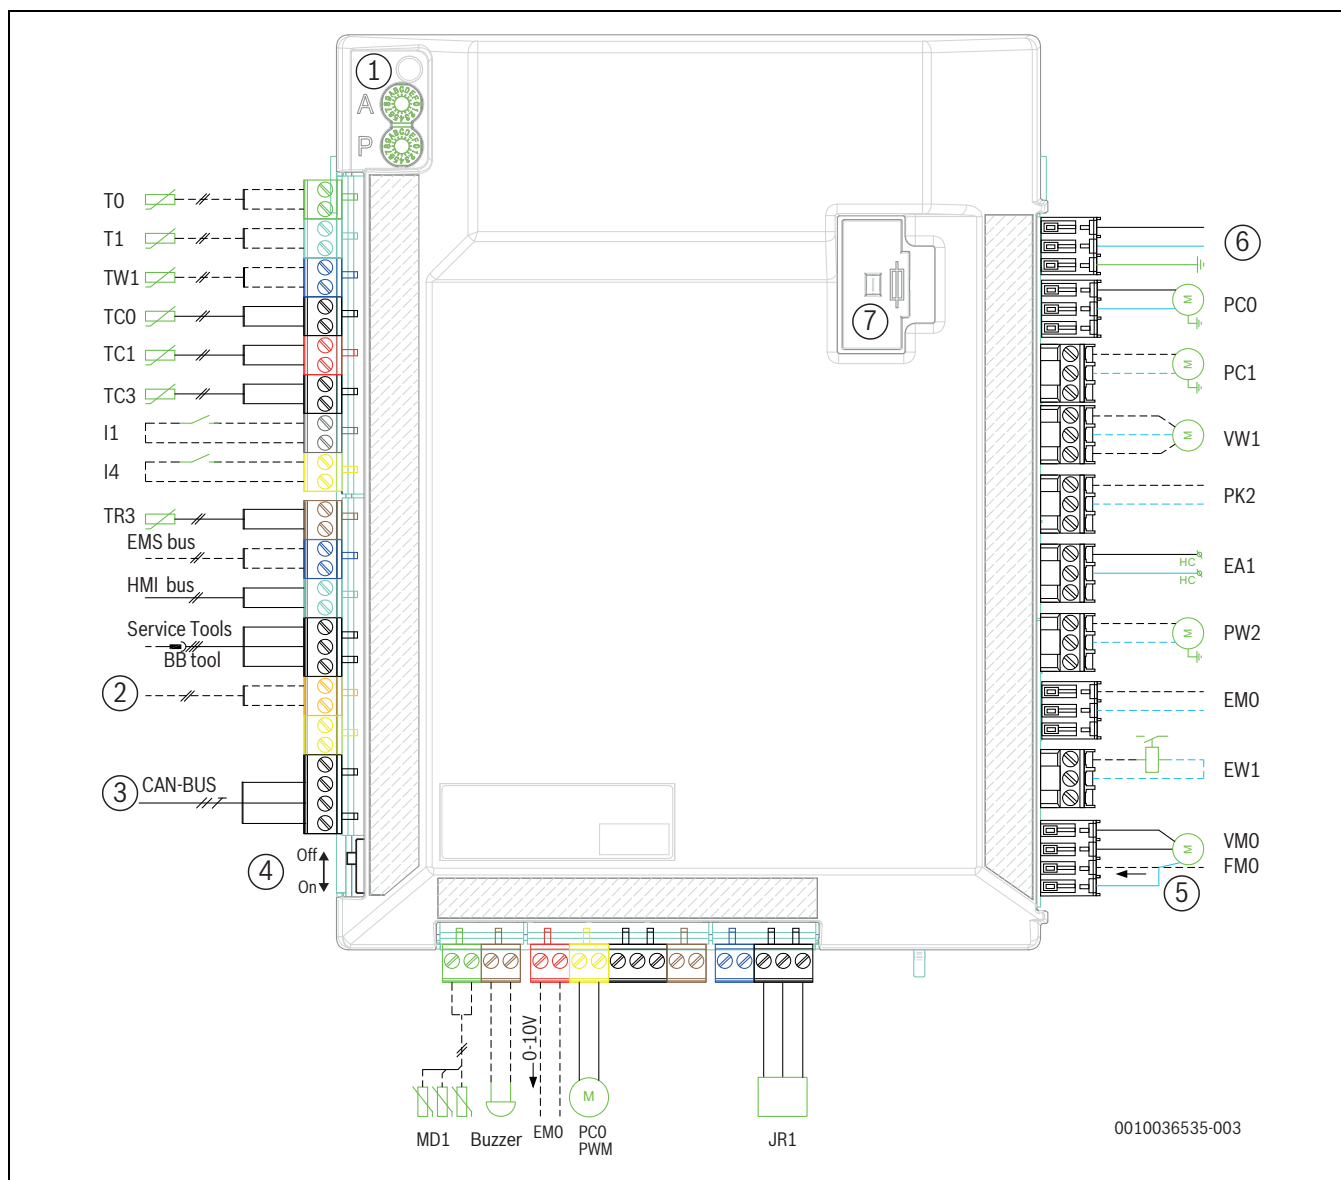 1
A
P
T0
T1
TW1
TC0
TC1
TC3
I1
I4
TR3
EMS bus
HMI bus
Service Tools
BB tool
2
3 CAN-BUS
4 Off
On
7
6
M PC0
M PC1
M VW1
PK2
HC EA1
HC
M PW2
EM0
EW1
M VM0
FM0
5
0-10V
M
MD1 Buzzer EM0 PC0 JR1
PWM
0010036535-003